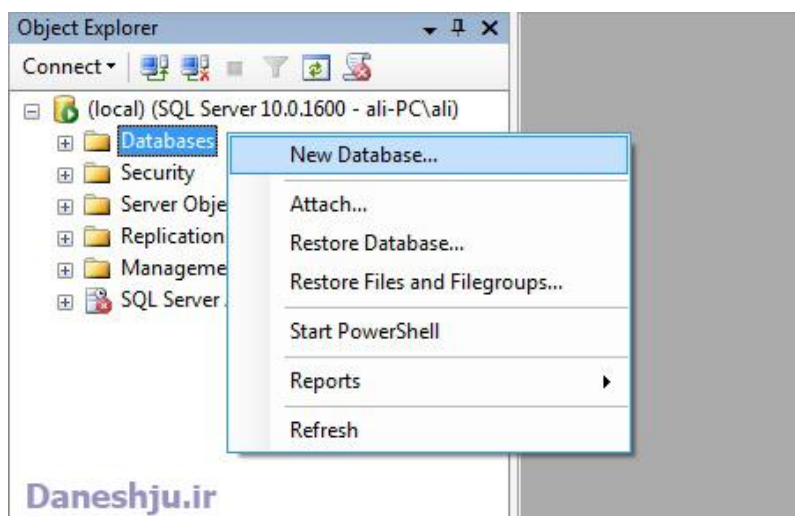 Object Explorer
Connect
(local) (SQL Server 10.0.1600 - ali-PC\ali)
Databases
Security
Server Obje
Replication
Manageme
SQL Server
New Database...
Attach...
Restore Database...
Restore Files and Filegroups...
Start PowerShell
Reports
Refresh
Daneshju.ir